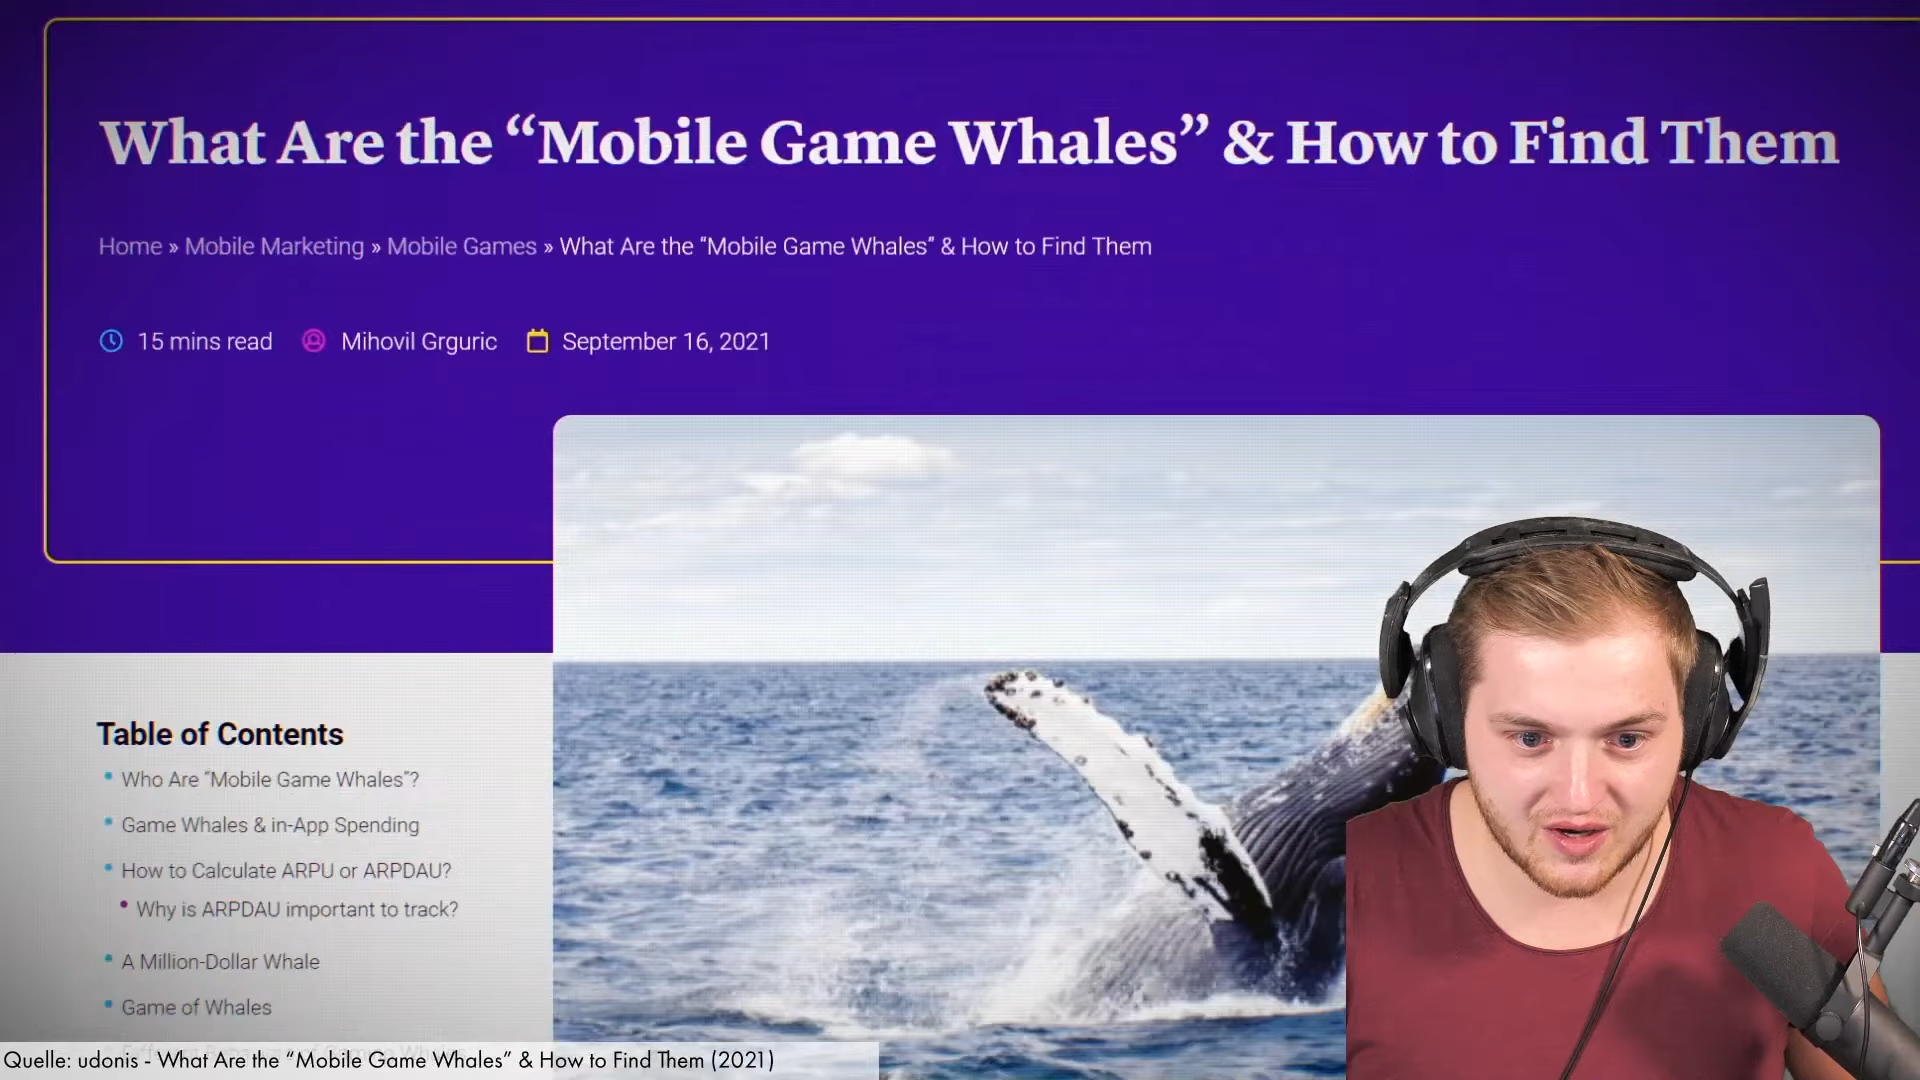 What Are the “Mobile Game Whales” & How to Find Them
Home » Mobile Marketing » Mobile Games » What Are the “Mobile Game Whales” & How to Find Them
15 mins read Mihovil Grguric September 16, 2021
Table of Contents
Who Are “Mobile Game Whales”?
Game Whales & in-App Spending
How to Calculate ARPU or ARPDAU?
Why is ARPDAU important to track?
A Million-Dollar Whale
Game of Whales
Quelle: udonis - What Are the “Mobile Game Whales” & How to Find Them (2021)